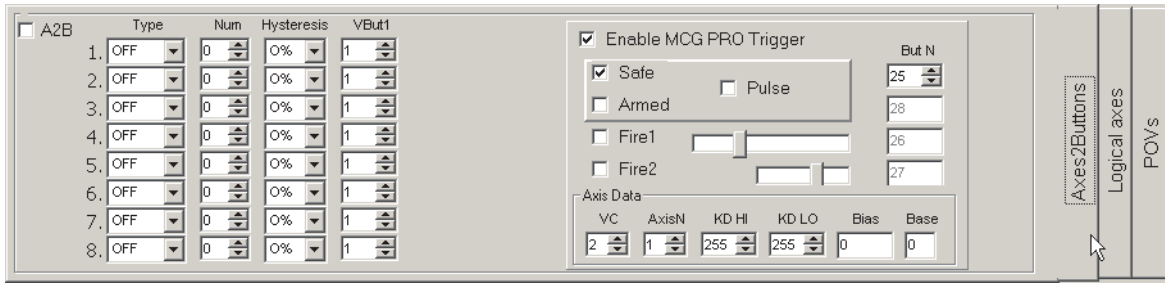 A2B Type Num Hysteresis VBut1
1. OFF 0 0% 1
2. OFF 0 0% 1
3. OFF 0 0% 1
4. OFF 0 0% 1
5. OFF 0 0% 1
6. OFF 0 0% 1
7. OFF 0 0% 1
8. OFF 0 0% 1
Enable MCG PRO Trigger But N
Safe Pulse 25
Armed 28
Fire1 26
Fire2 27
Axis Data
VC AxisN KD HI KD LO Bias Base
2 1 255 255 0 0
Axes2Buttons
Logical axes
POVs